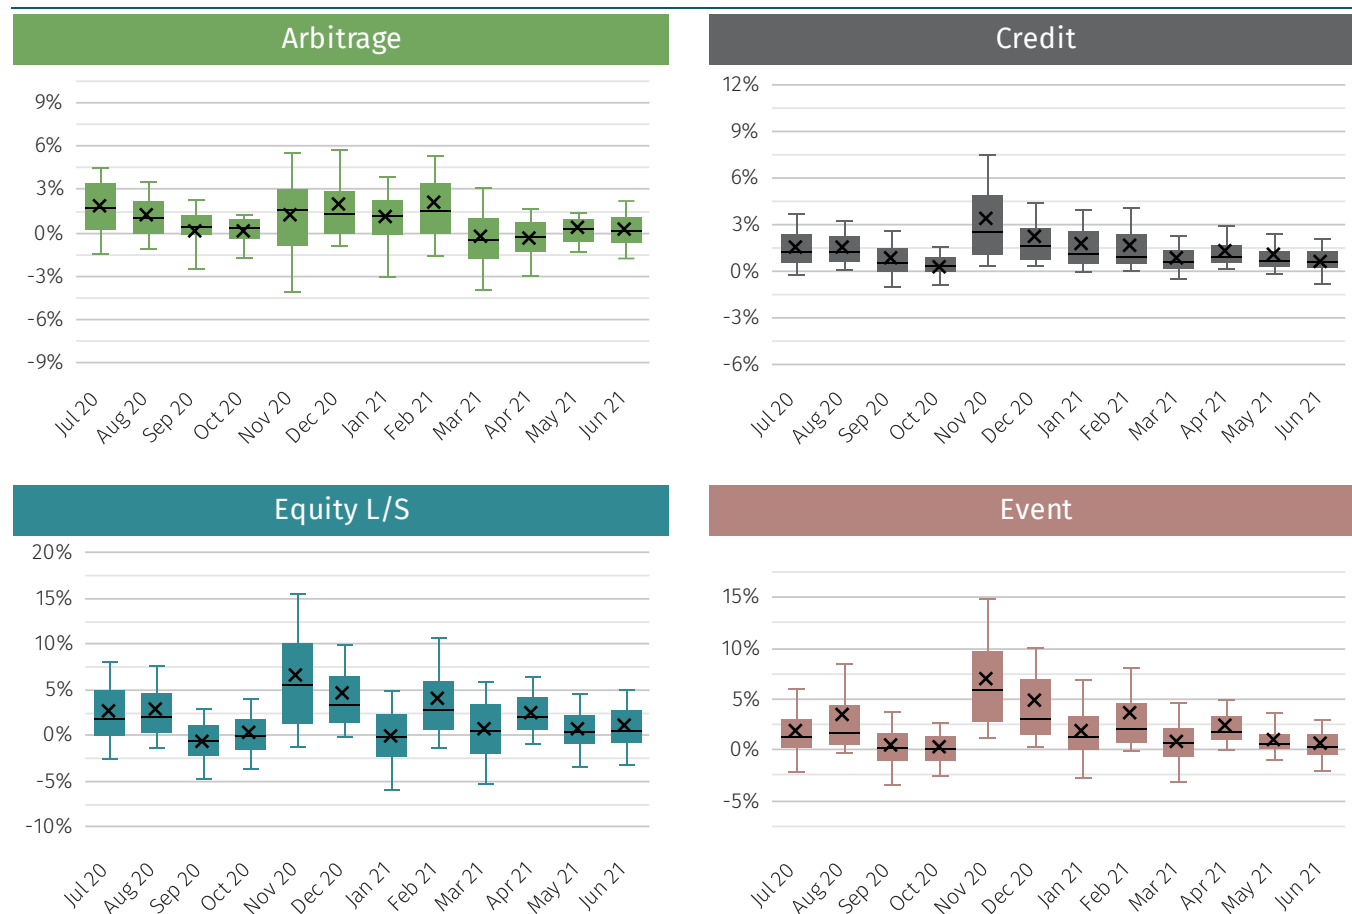 Arbitrage
9%
6%
3%
0%
-3%
-6%
-9%
Jul 20
Aug 20
Sep 20
Oct 20
Nov 20
Dec 20
Jan 21
Feb 21
Mar 21
Apr 21
May 21
Jun 21
Credit
12%
9%
6%
3%
0%
-3%
-6%
Jul 20
Aug 20
Sep 20
Oct 20
Nov 20
Dec 20
Jan 21
Feb 21
Mar 21
Apr 21
May 21
Jun 21
Equity L/S
20%
15%
10%
5%
0%
-5%
-10%
Jul 20
Aug 20
Sep 20
Oct 20
Nov 20
Dec 20
Jan 21
Feb 21
Mar 21
Apr 21
May 21
Jun 21
Event
15%
10%
5%
0%
-5%
Jul 20
Aug 20
Sep 20
Oct 20
Nov 20
Dec 20
Jan 21
Feb 21
Mar 21
Apr 21
May 21
Jun 21